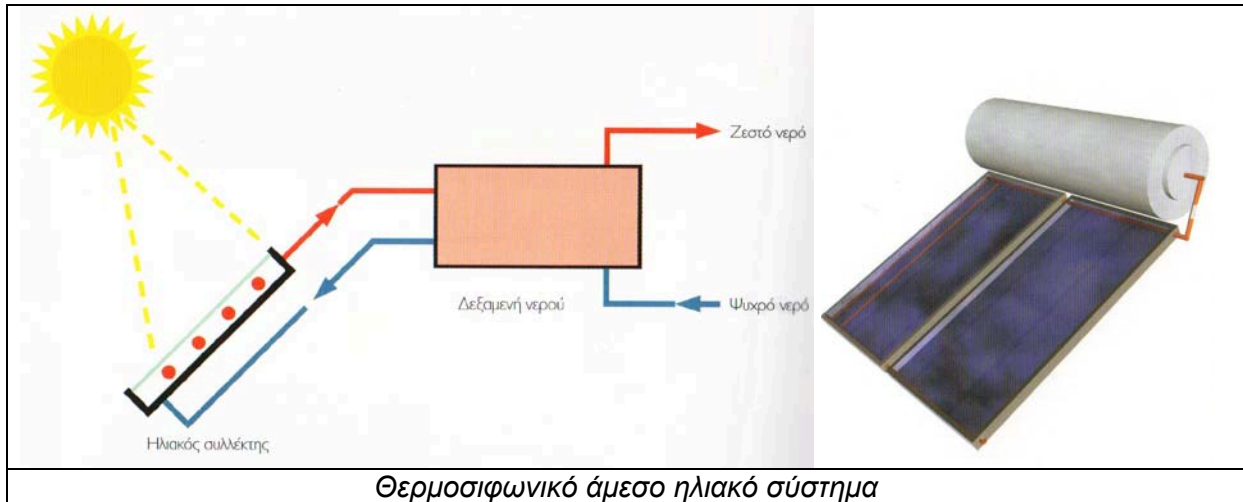 Ζεστό νερό
Δεξαμενή νερού
Ψυχρό νερό
Ηλιακός συλλέκτης
Θερμοσιφωνικό άμεσο ηλιακό σύστημα